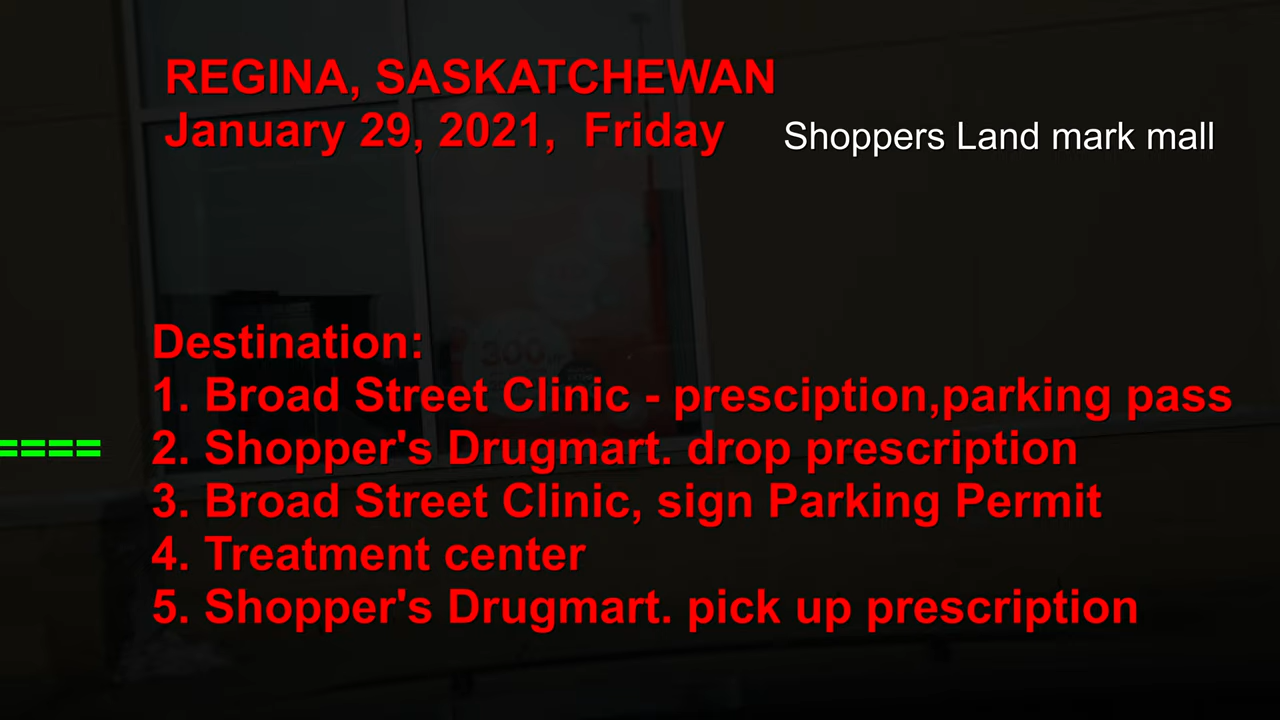 REGINA, SASKATCHEWAN
January 29, 2021, Friday
Shoppers Land mark mall
Destination:
1. Broad Street Clinic - presciption,parking pass
==== 2. Shopper's Drugmart. drop prescription
3. Broad Street Clinic, sign Parking Permit
4. Treatment center
5. Shopper's Drugmart. pick up prescription
300